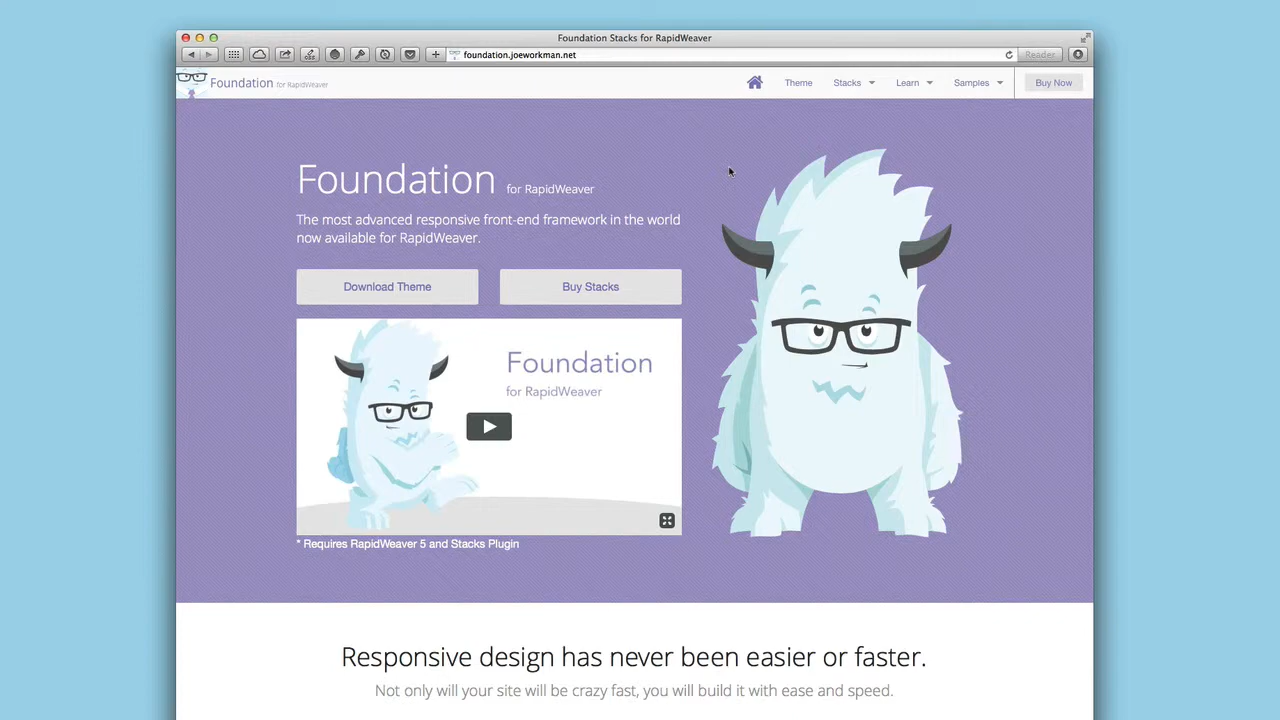 Foundation Stacks for RapidWeaver
foundation.joeworkman.net
Reader
Foundation for RapidWeaver
Theme
Stacks
Learn
Samples
Buy Now
Foundation for RapidWeaver
The most advanced responsive front-end framework in the world
now available for RapidWeaver.
Download Theme
Buy Stacks
Foundation
for RapidWeaver
* Requires RapidWeaver 5 and Stacks Plugin
Responsive design has never been easier or faster.
Not only will your site will be crazy fast, you will build it with ease and speed.